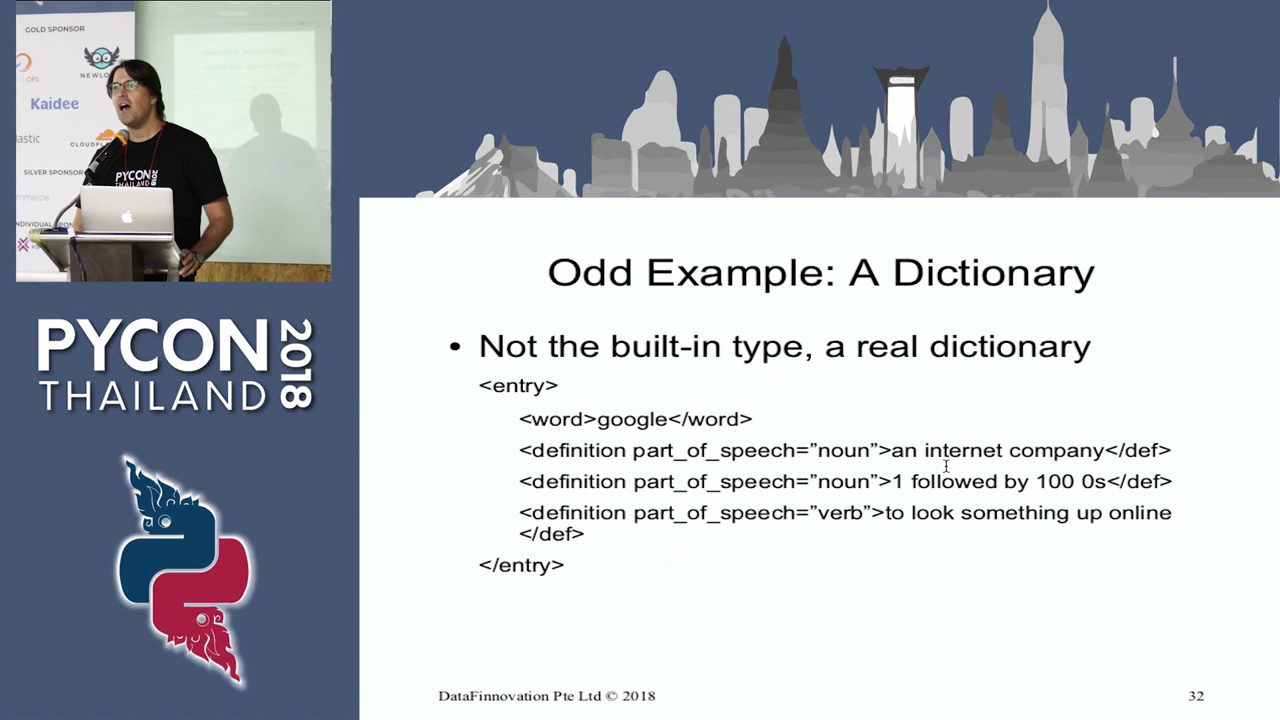 GOLD SPONSOR
Kaidee
SILVER SPONSOR
PYCON
THAILAND
2018
PYCON
THAILAND
Odd Example: A Dictionary
• Not the built-in type, a real dictionary
<entry>
<word>google</word>
<definition part_of_speech=”noun”>an internet company</def>
<definition part_of_speech=”noun”>1 followed by 100 0s</def>
<definition part_of_speech=”verb”>to look something up online
</def>
</entry>
DataFinnovation Pte Ltd © 2018
32